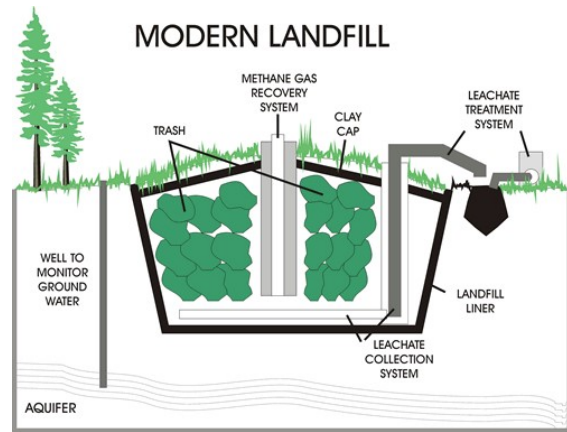 MODERN LANDFILL
METHANE GAS
RECOVERY
SYSTEM
LEACHATE
TREATMENT
SYSTEM
TRASH
CLAY
CAP
WELL TO
MONITOR
GROUND
WATER
LANDFILL
LINER
LEACHATE
COLLECTION
SYSTEM
AQUIFER